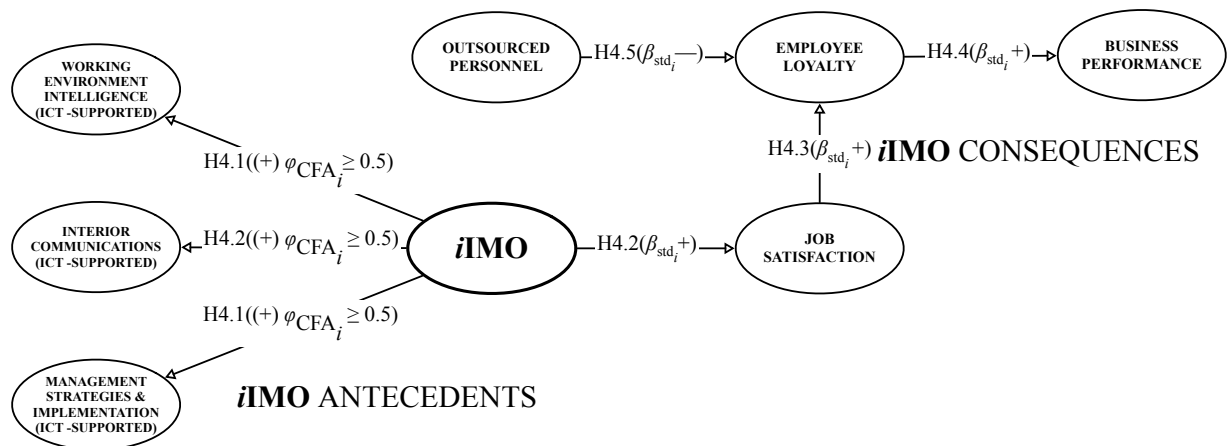 OUTSOURCED
PERSONNEL
H4.5(βstdi—)
EMPLOYEE
LOYALTY
H4.4(βstdi+)
BUSINESS
PERFORMANCE
WORKING
ENVIRONMENT
INTELLIGENCE
(ICT -SUPPORTED)
H4.1((+) φCFAi ≥ 0.5)
H4.3(βstdi+)
iIMO CONSEQUENCES
INTERIOR
COMMUNICATIONS
(ICT -SUPPORTED)
H4.2((+) φCFAi ≥ 0.5)
iIMO
H4.2(βstdi+)
JOB
SATISFACTION
H4.1((+) φCFAi ≥ 0.5)
MANAGEMENT
STRATEGIES &
IMPLEMENTATION
(ICT -SUPPORTED)
iIMO ANTECEDENTS